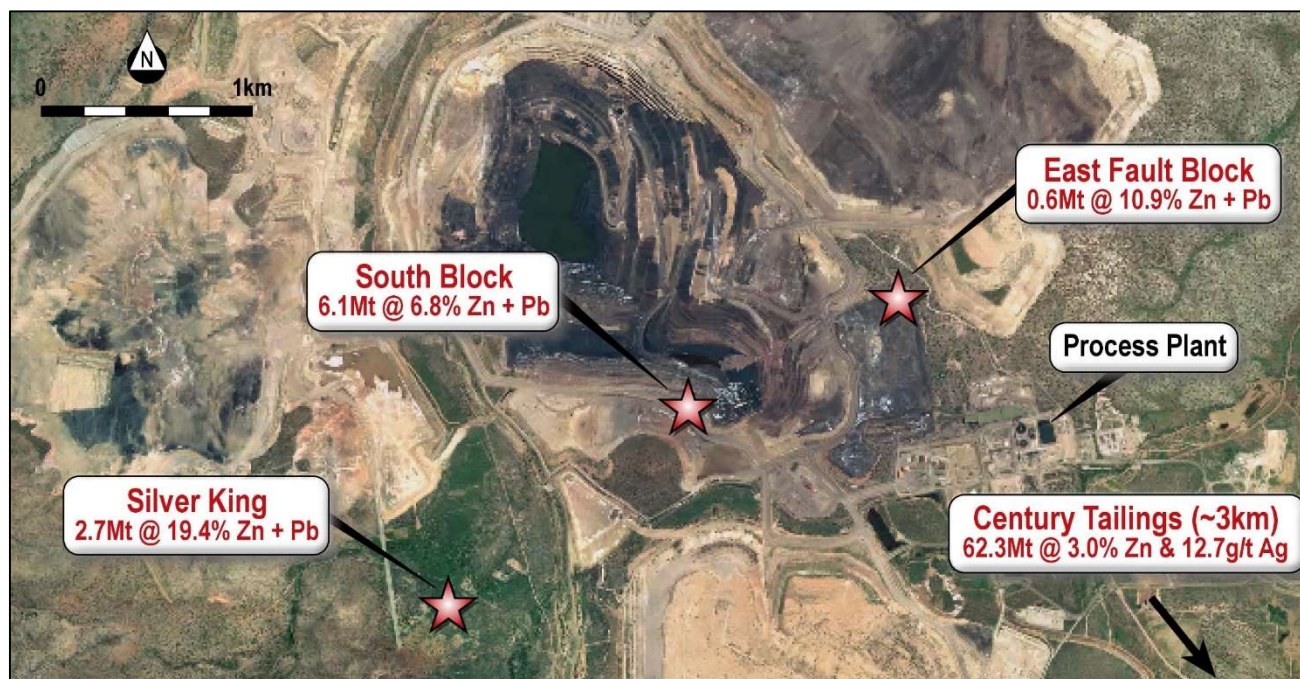 N
0 1km
East Fault Block
0.6Mt @ 10.9% Zn + Pb
South Block
6.1Mt @ 6.8% Zn + Pb
Process Plant
Silver King
2.7Mt @ 19.4% Zn + Pb
Century Tailings (~3km)
62.3Mt @ 3.0% Zn & 12.7g/t Ag